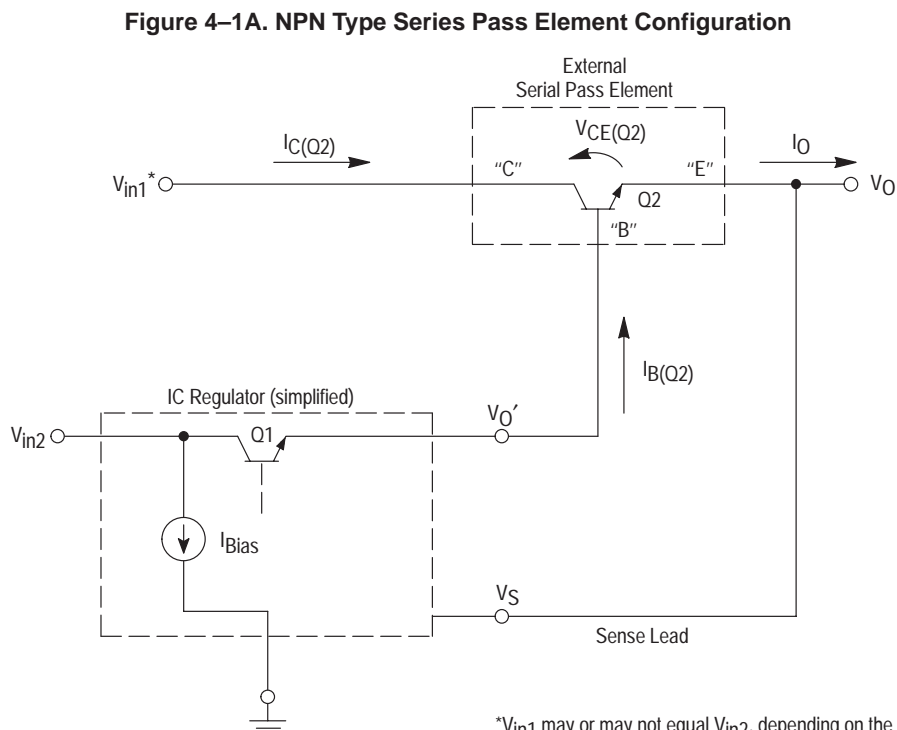 Figure 4–1A. NPN Type Series Pass Element Configuration
External
Serial Pass Element
IC(Q2)
VCE(Q2)
IO
Vin1*
“C”
“E”
VO
Q2
“B”
IB(Q2)
IC Regulator (simplified)
VO′
Vin2
Q1
IBias
VS
Sense Lead
*Vin1 may or may not equal Vin2, depending on the